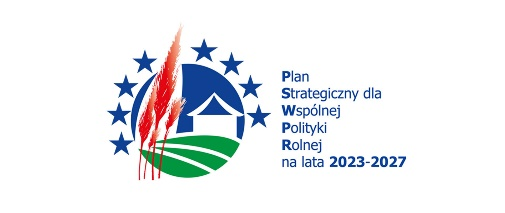 Plan
Strategiczny dla
Wspólnej
Polityki
Rolnej
na lata 2023-2027